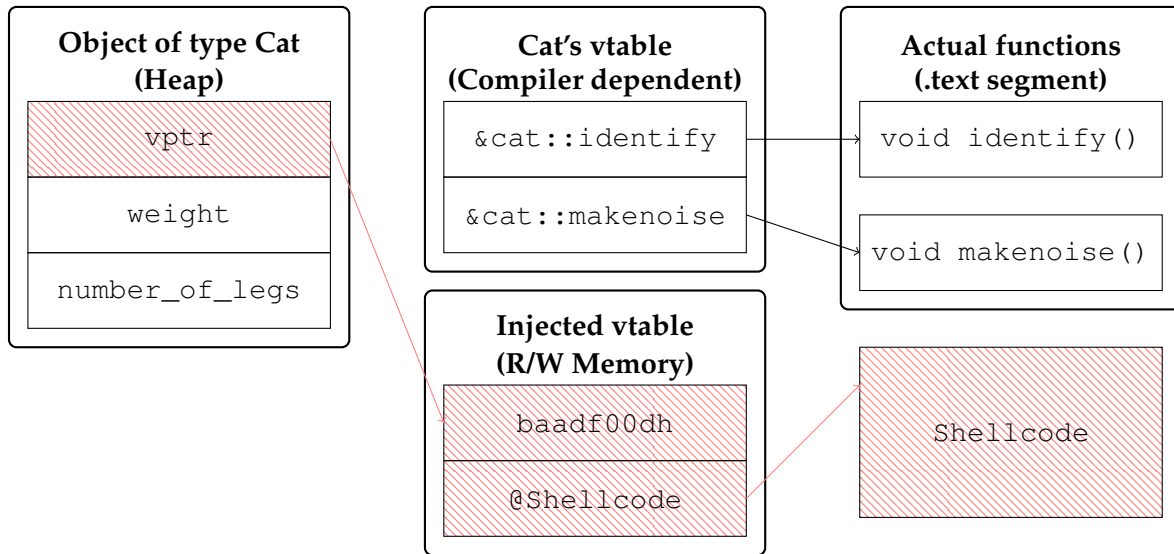 Object of type Cat
(Heap)
vptr
weight
number_of_legs
Cat's vtable
(Compiler dependent)
&cat::identify
&cat::makenoise
Actual functions
(.text segment)
void identify()
void makenoise()
Injected vtable
(R/W Memory)
baadf00dh
@Shellcode
Shellcode